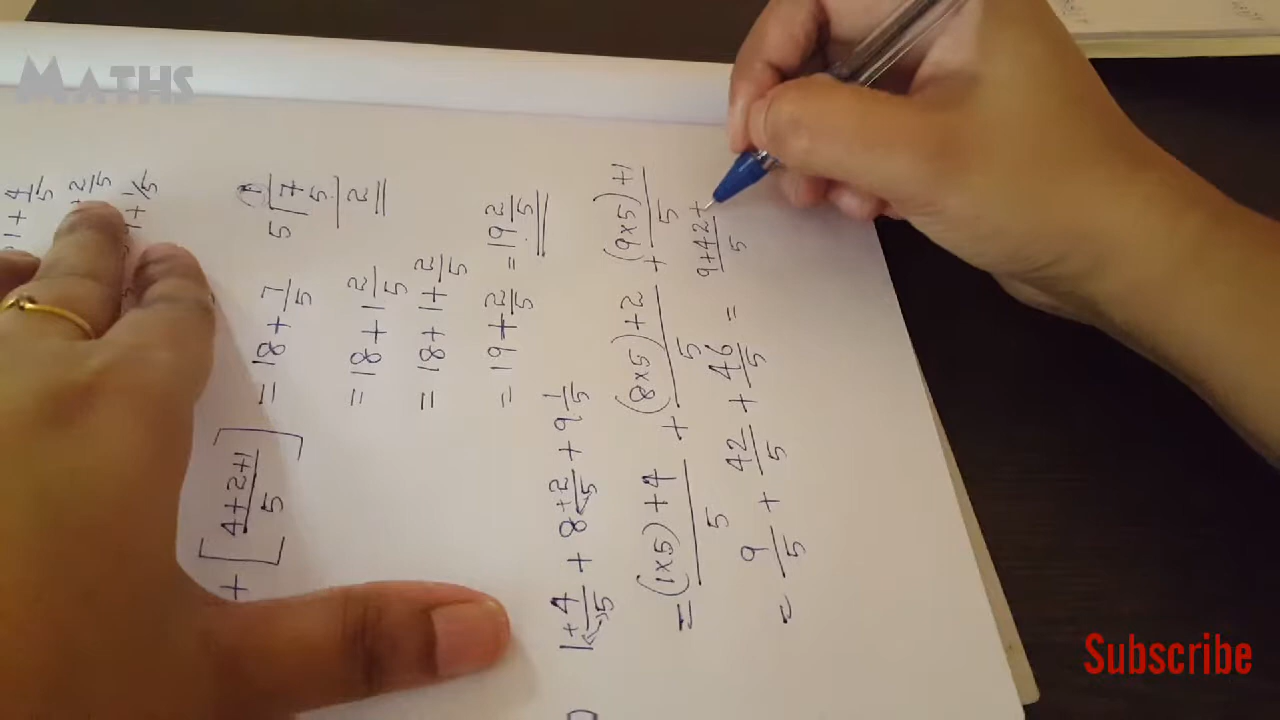 MATHS
1 + 4/5
+ 2/5
9 + 1/5
+ [(4+2+1)/5] = 18 + 7/5
5)7 1 5 2
= 18 + 1 2/5
= 18 + 1 + 2/5
= 19 + 2/5 = 19 2/5
1 4/5 + 8 2/5 + 9 1/5
= ((1×5)+4)/5 + ((8×5)+2)/5 + ((9×5)+1)/5
= 9/5 + 42/5 + 46/5 = (9+42+)/5
Subscribe